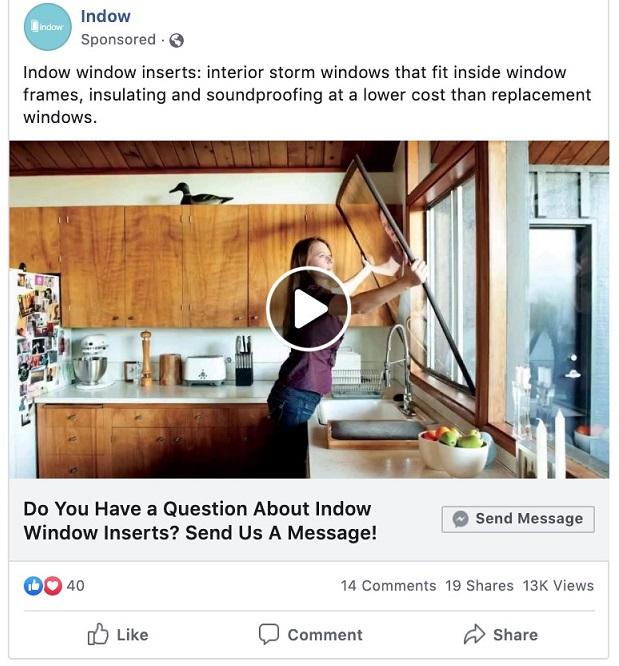 Indow
indow
Sponsored ·
Indow window inserts: interior storm windows that fit inside window
frames, insulating and soundproofing at a lower cost than replacement
windows.
Do You Have a Question About Indow
Window Inserts? Send Us A Message!
Send Message
40
14 Comments 19 Shares 13K Views
Like
Comment
Share